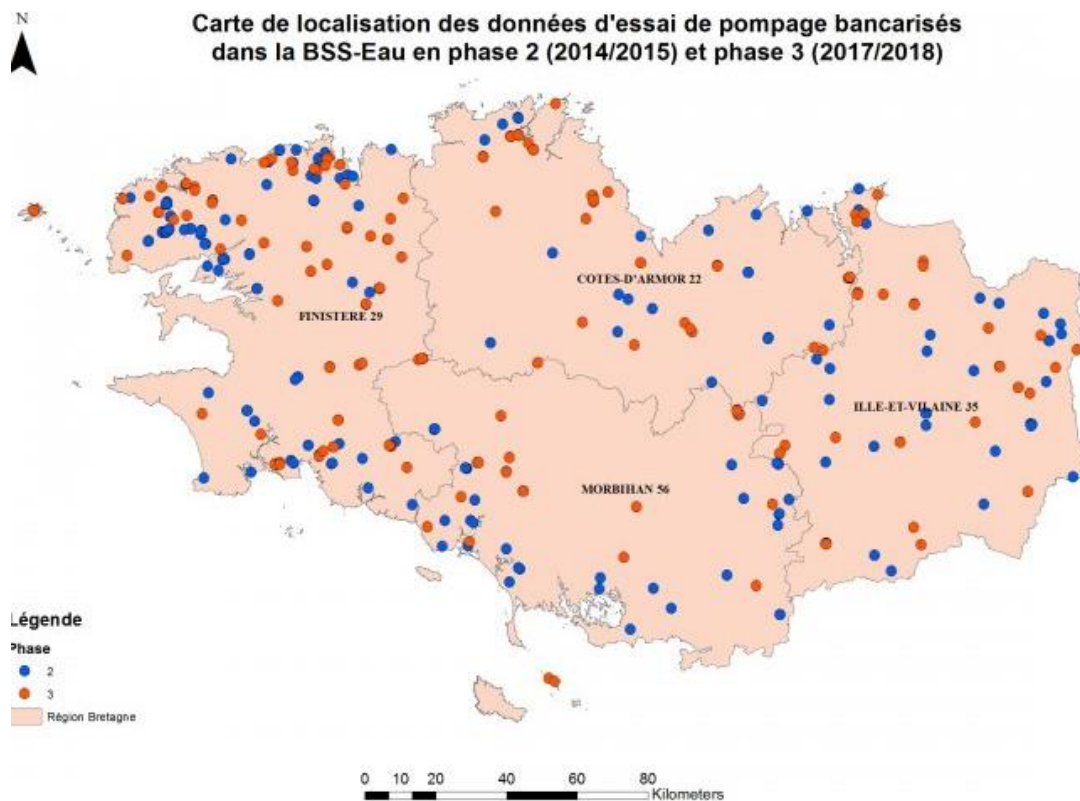 Carte de localisation des données d'essai de pompage bancarisés
dans la BSS-Eau en phase 2 (2014/2015) et phase 3 (2017/2018)
N
COTES-D'ARMOR 22
FINISTERE 29
ILLE-ET-VILAINE 35
MORBIHAN 56
Légende
Phase
2
3
Région Bretagne
0 10 20 40 60 80
Kilometers